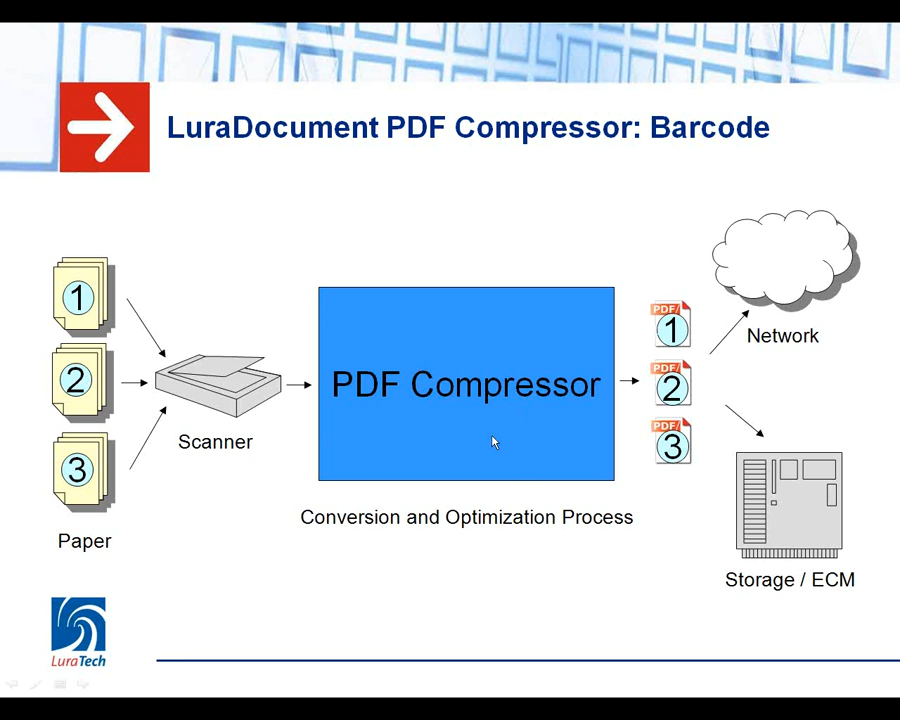 LuraDocument PDF Compressor: Barcode
1
2
3
Paper
Scanner
PDF Compressor
Conversion and Optimization Process
PDF
1
PDF
2
PDF
3
Network
Storage / ECM
LuraTech